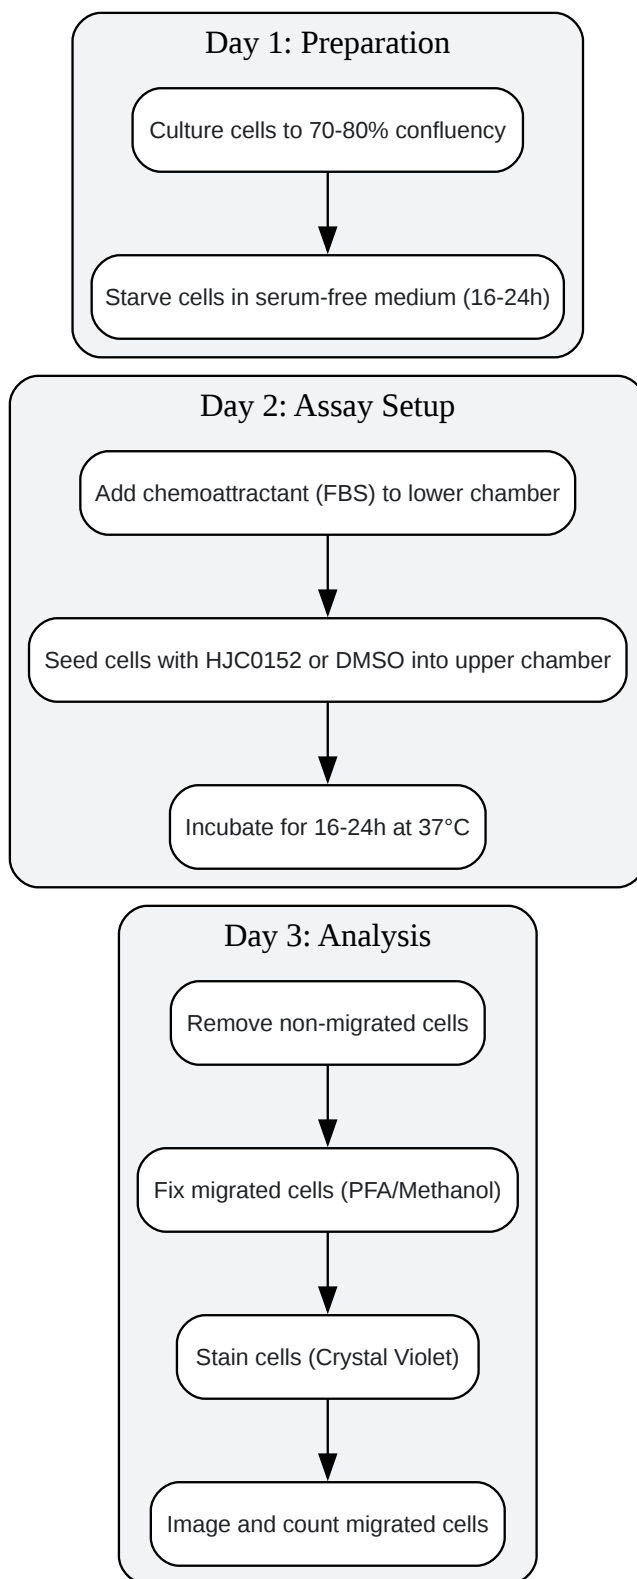 Day 1: Preparation
Culture cells to 70-80% confluency
Starve cells in serum-free medium (16-24h)
Day 2: Assay Setup
Add chemoattractant (FBS) to lower chamber
Seed cells with HJC0152 or DMSO into upper chamber
Incubate for 16-24h at 37°C
Day 3: Analysis
Remove non-migrated cells
Fix migrated cells (PFA/Methanol)
Stain cells (Crystal Violet)
Image and count migrated cells